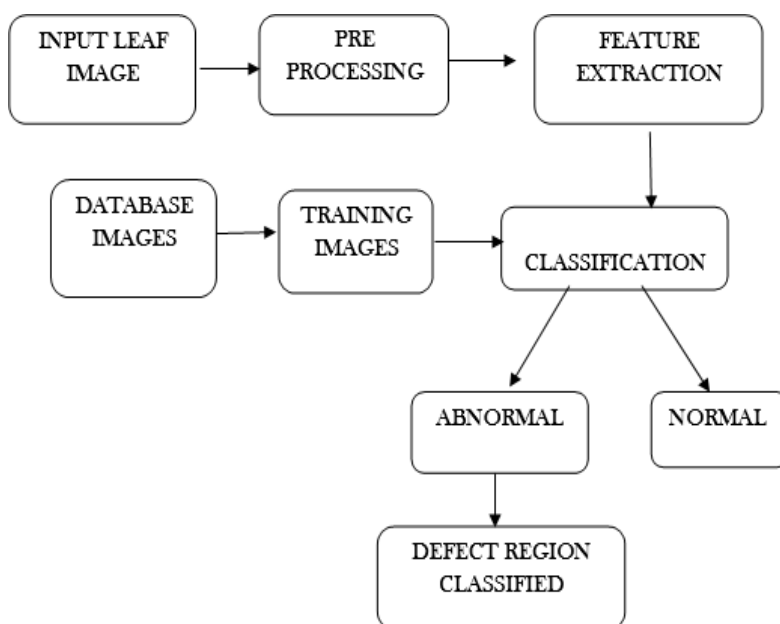 INPUT LEAF
IMAGE
PRE
PROCESSING
FEATURE
EXTRACTION
DATABASE
IMAGES
TRAINING
IMAGES
CLASSIFICATION
ABNORMAL
NORMAL
DEFECT REGION
CLASSIFIED